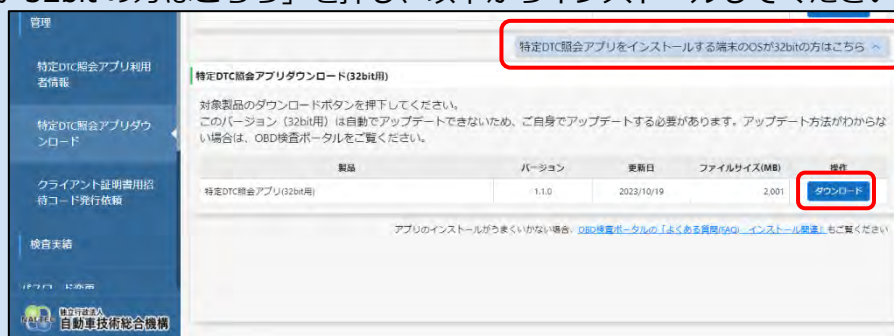 管理
特定DTC照会アプリ利用
者情報
特定DTC照会アプリダウ
ンロード
クライアント証明書用招
待コード発行依頼
検査実績
独立行政法人
自動車技術総合機構
特定DTC照会アプリをインストールする端末のOSが32bitの方はこちら
特定DTC照会アプリダウンロード(32bit用)
対象製品のダウンロードボタンを押下してください。
このバージョン（32bit用）は自動でアップデートできないため、ご自身でアップデートする必要があります。アップデート方法がわからな
い場合は、OBD検査ポータルをご覧ください。
製品 バージョン 更新日 ファイルサイズ(MB) 操作
特定DTC照会アプリ(32bit用) 1.1.0 2023/10/19 2,001 ダウンロード
アプリのインストールがうまくいかない場合、OBD検査ポータルの「よくある質問(FAQ) インストール関連」もご覧ください